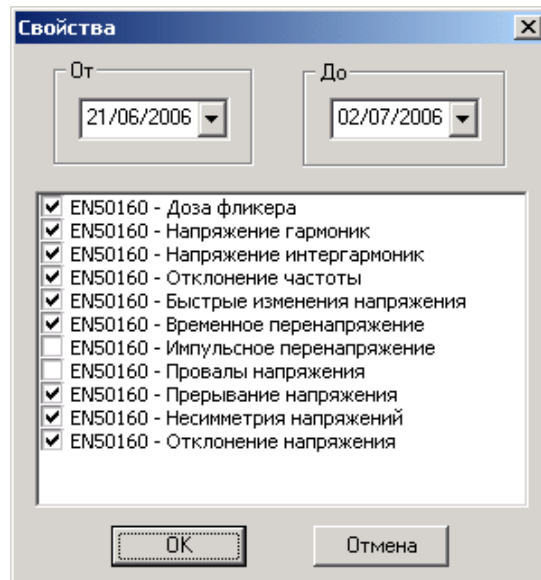 Свойства
От
До
21/06/2006
02/07/2006
EN50160 - Доза фликера
EN50160 - Напряжение гармоник
EN50160 - Напряжение интергармоник
EN50160 - Отклонение частоты
EN50160 - Быстрые изменения напряжения
EN50160 - Временное перенапряжение
EN50160 - Импульсное перенапряжение
EN50160 - Провалы напряжения
EN50160 - Прерывание напряжения
EN50160 - Несимметрия напряжений
EN50160 - Отклонение напряжения
OK
Отмена